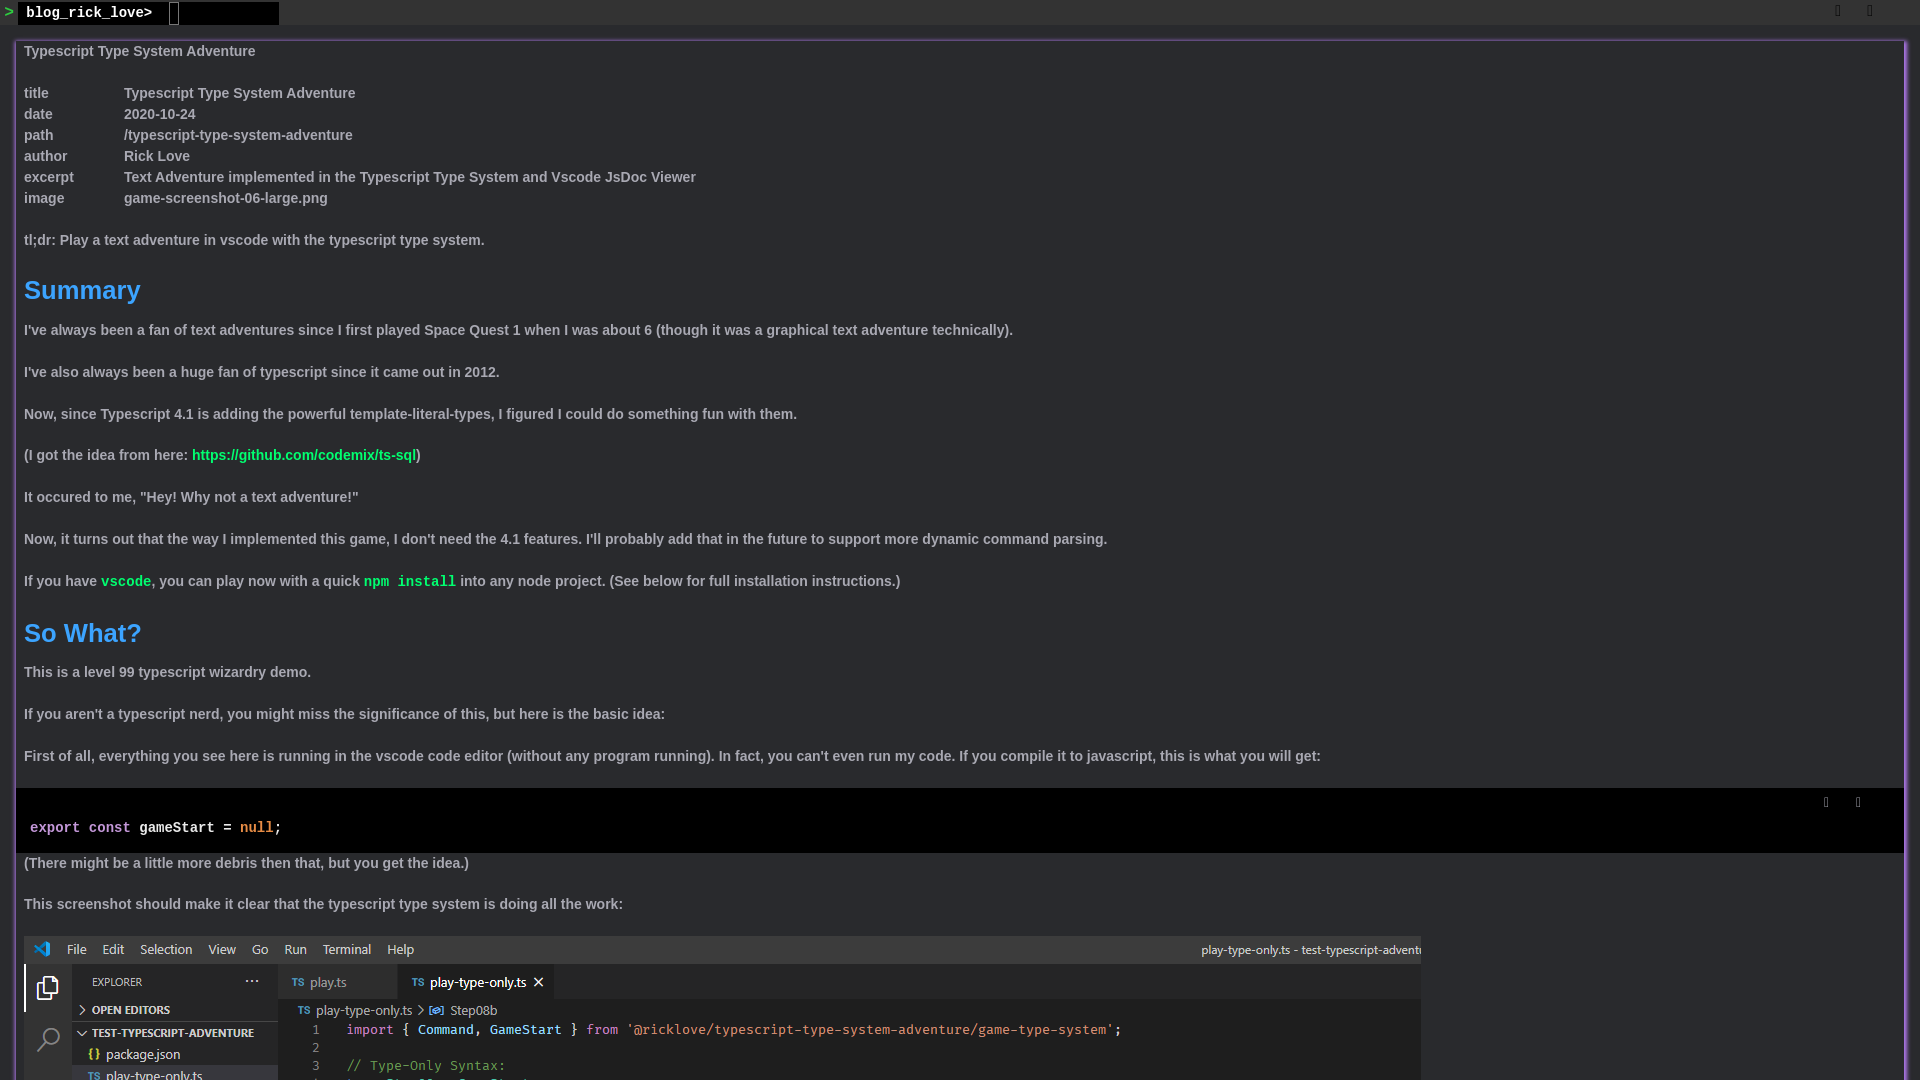 > blog_rick_love>
Typescript Type System Adventure
title Typescript Type System Adventure
date 2020-10-24
path /typescript-type-system-adventure
author Rick Love
excerpt Text Adventure implemented in the Typescript Type System and Vscode JsDoc Viewer
image game-screenshot-06-large.png
tl;dr: Play a text adventure in vscode with the typescript type system.
Summary
I've always been a fan of text adventures since I first played Space Quest 1 when I was about 6 (though it was a graphical text adventure technically).
I've also always been a huge fan of typescript since it came out in 2012.
Now, since Typescript 4.1 is adding the powerful template-literal-types, I figured I could do something fun with them.
(I got the idea from here: https://github.com/codemix/ts-sql)
It occured to me, "Hey! Why not a text adventure!"
Now, it turns out that the way I implemented this game, I don't need the 4.1 features. I'll probably add that in the future to support more dynamic command parsing.
If you have vscode, you can play now with a quick npm install into any node project. (See below for full installation instructions.)
So What?
This is a level 99 typescript wizardry demo.
If you aren't a typescript nerd, you might miss the significance of this, but here is the basic idea:
First of all, everything you see here is running in the vscode code editor (without any program running). In fact, you can't even run my code. If you compile it to javascript, this is what you will get:
export const gameStart = null;
(There might be a little more debris then that, but you get the idea.)
This screenshot should make it clear that the typescript type system is doing all the work:
File Edit Selection View Go Run Terminal Help play-type-only.ts - test-typescript-advent
EXPLORER ··· TS play.ts TS play-type-only.ts ×
> OPEN EDITORS TS play-type-only.ts > Step08b
TEST-TYPESCRIPT-ADVENTURE 1 import { Command, GameStart } from '@ricklove/typescript-type-system-adventure/game-type-system';
2
{} package.json
3 // Type-Only Syntax:
TS play-type-only.ts